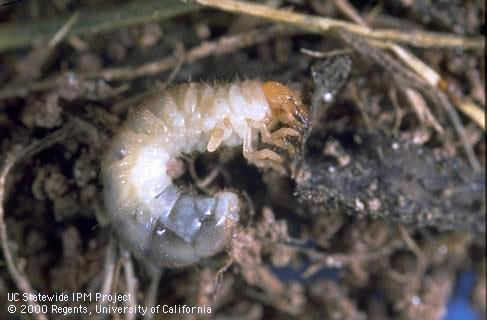 UC Statewide IPM Project
© 2000 Regents, University of California